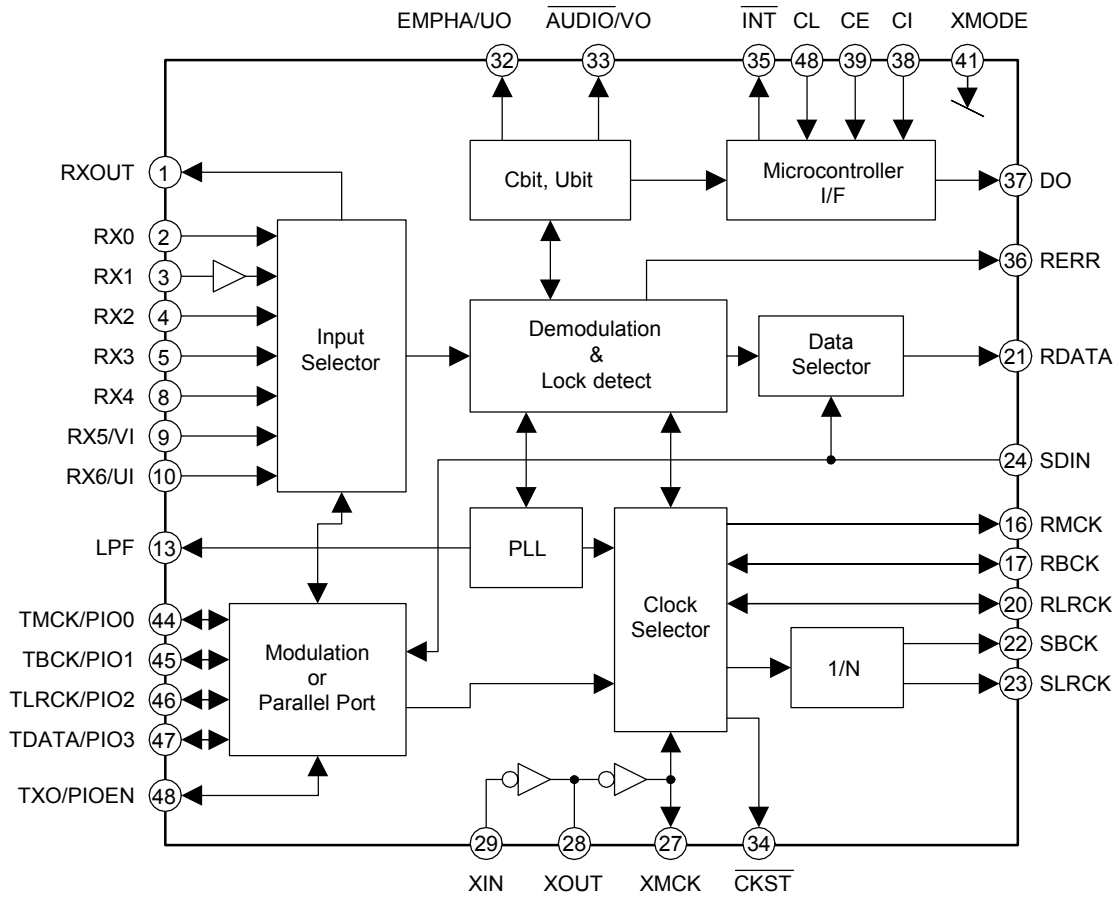 EMPHA/UO
AUDIO/VO
INT
CL
CE
CI
XMODE
32
33
35
48
39
38
41
RXOUT
1
Cbit, Ubit
Microcontroller
I/F
37
DO
RX0
2
RX1
3
RX2
4
RX3
5
RX4
8
RX5/VI
9
RX6/UI
10
Input
Selector
Demodulation
&
Lock detect
Data
Selector
36
RERR
21
RDATA
24
SDIN
LPF
13
PLL
Clock
Selector
16
RMCK
17
RBCK
20
RLRCK
1/N
22
SBCK
23
SLRCK
TMCK/PIO0
44
TBCK/PIO1
45
TLRCK/PIO2
46
TDATA/PIO3
47
TXO/PIOEN
48
Modulation
or
Parallel Port
29
28
27
34
XIN
XOUT
XMCK
CKST